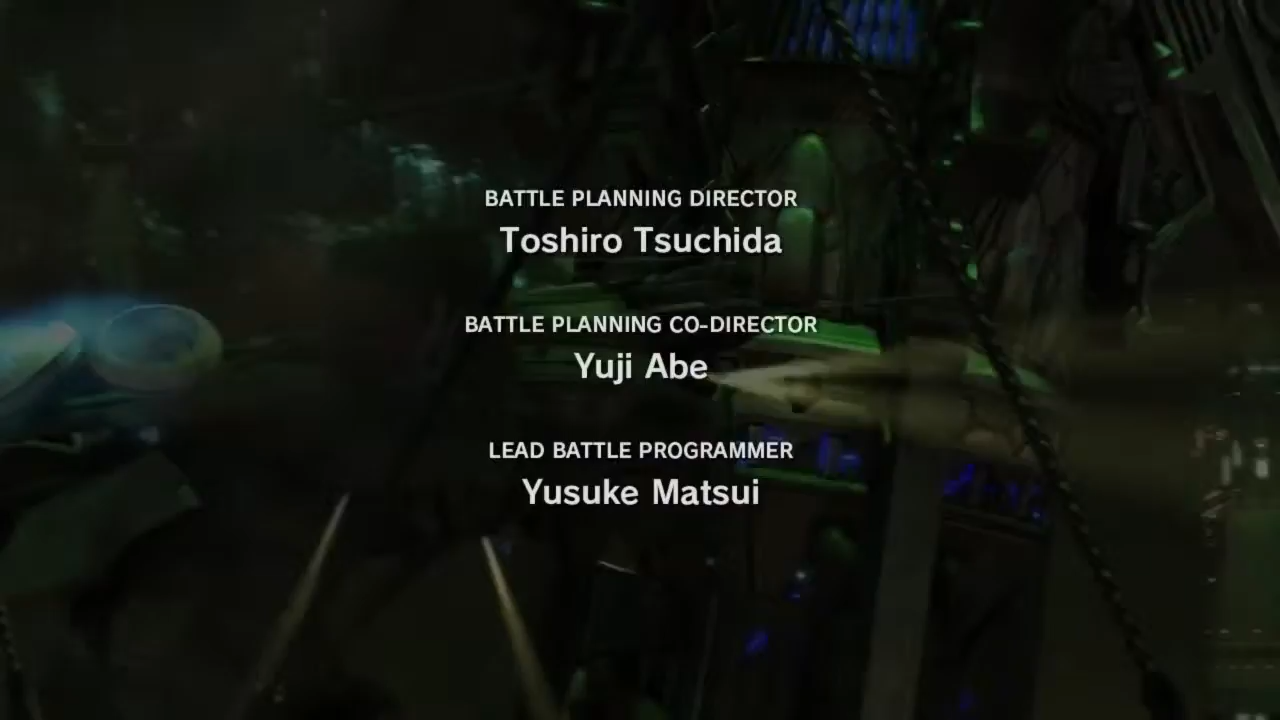 BATTLE PLANNING DIRECTOR
Toshiro Tsuchida
BATTLE PLANNING CO-DIRECTOR
Yuji Abe
LEAD BATTLE PROGRAMMER
Yusuke Matsui